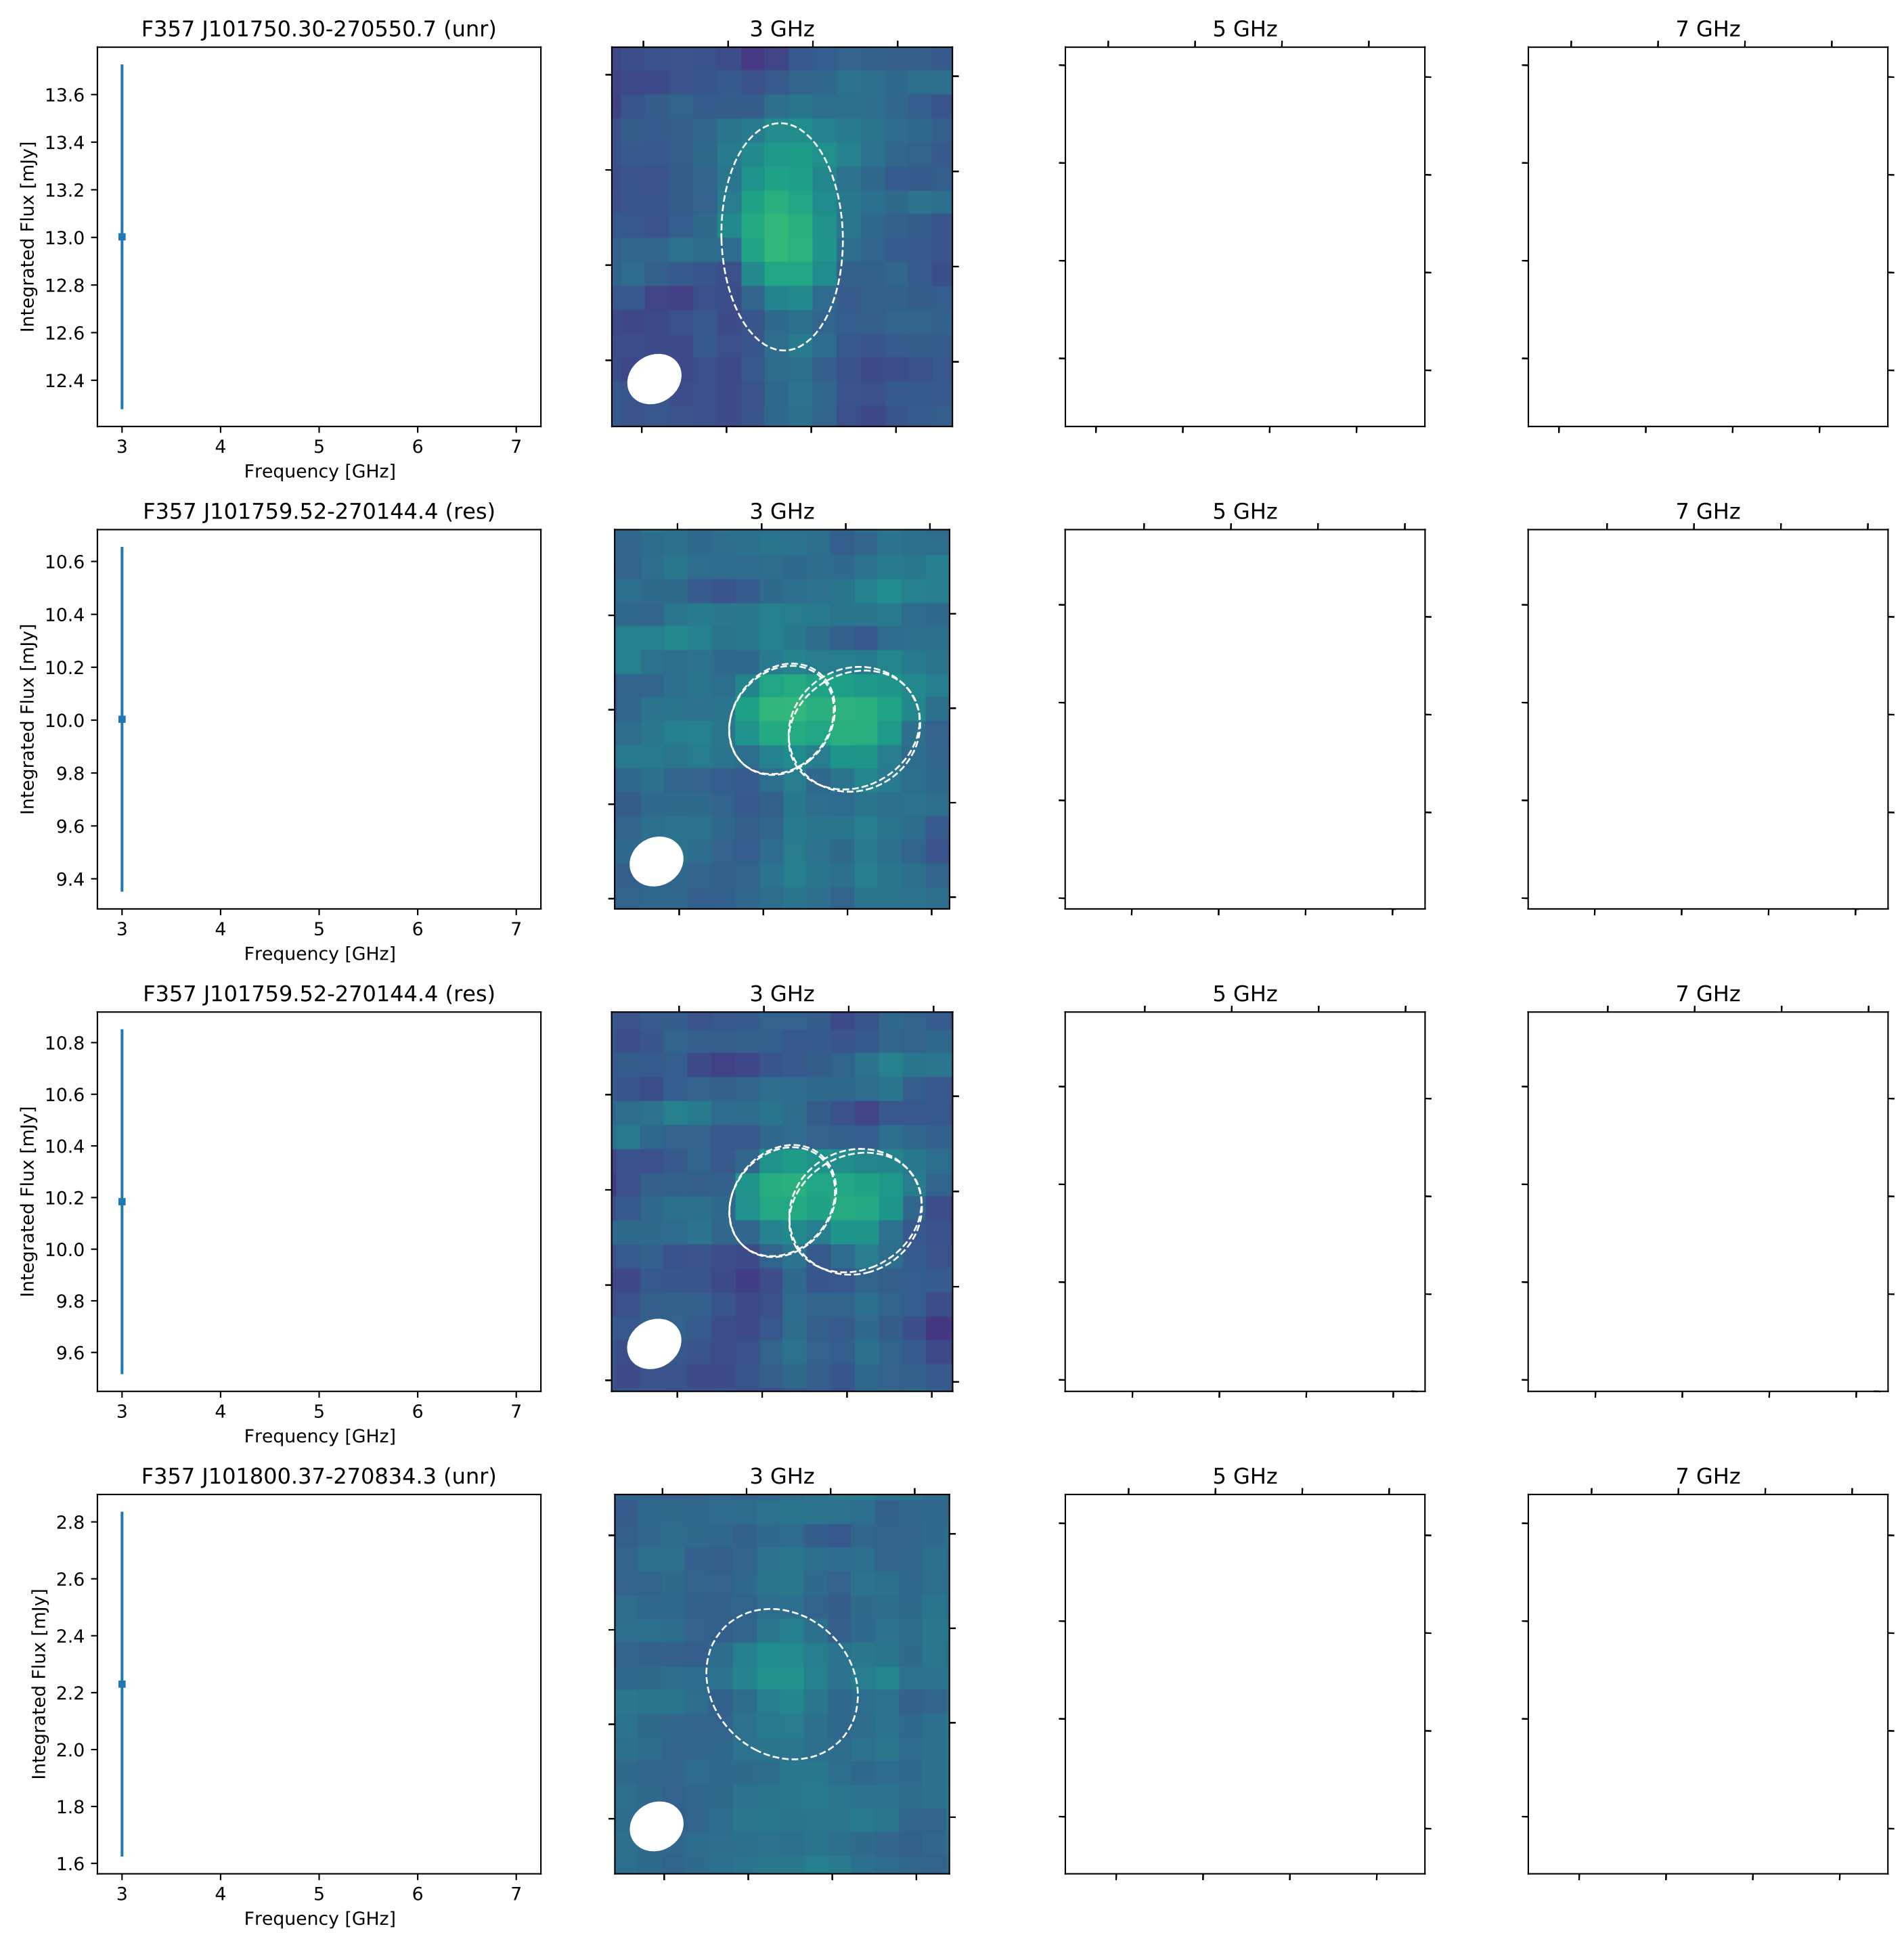 F357 J101750.30-270550.7 (unr)
3 GHz
5 GHz
7 GHz
Integrated Flux [mJy]
13.6
13.4
13.2
13.0
12.8
12.6
12.4
3 4 5 6 7
Frequency [GHz]
F357 J101759.52-270144.4 (res)
3 GHz
5 GHz
7 GHz
Integrated Flux [mJy]
10.6
10.4
10.2
10.0
9.8
9.6
9.4
3 4 5 6 7
Frequency [GHz]
F357 J101759.52-270144.4 (res)
3 GHz
5 GHz
7 GHz
Integrated Flux [mJy]
10.8
10.6
10.4
10.2
10.0
9.8
9.6
3 4 5 6 7
Frequency [GHz]
F357 J101800.37-270834.3 (unr)
3 GHz
5 GHz
7 GHz
Integrated Flux [mJy]
2.8
2.6
2.4
2.2
2.0
1.8
1.6
3 4 5 6 7
Frequency [GHz]